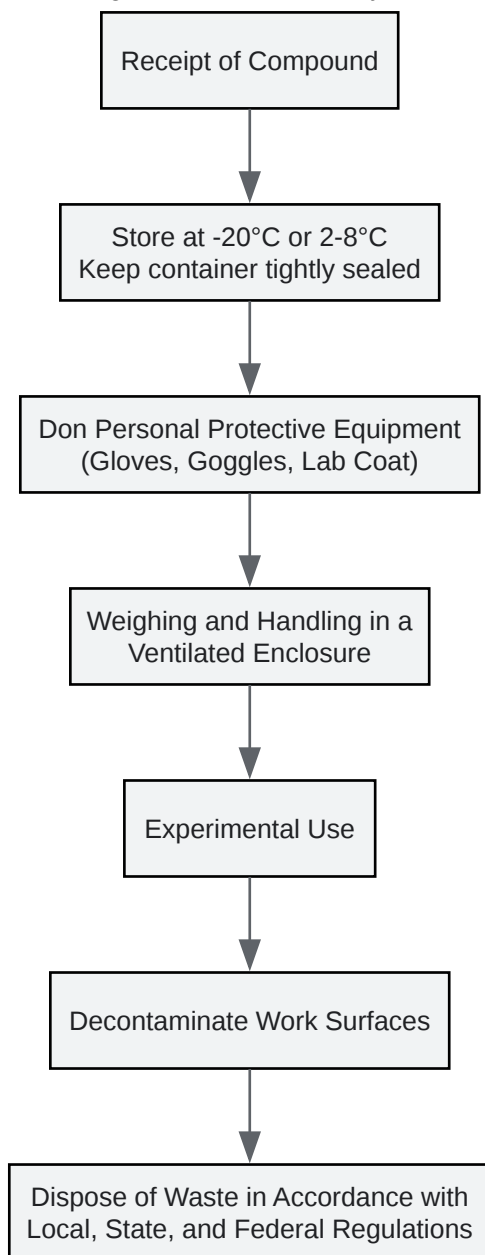 Receipt of Compound
Store at -20°C or 2-8°C
Keep container tightly sealed
Don Personal Protective Equipment
(Gloves, Goggles, Lab Coat)
Weighing and Handling in a
Ventilated Enclosure
Experimental Use
Decontaminate Work Surfaces
Dispose of Waste in Accordance with
Local, State, and Federal Regulations